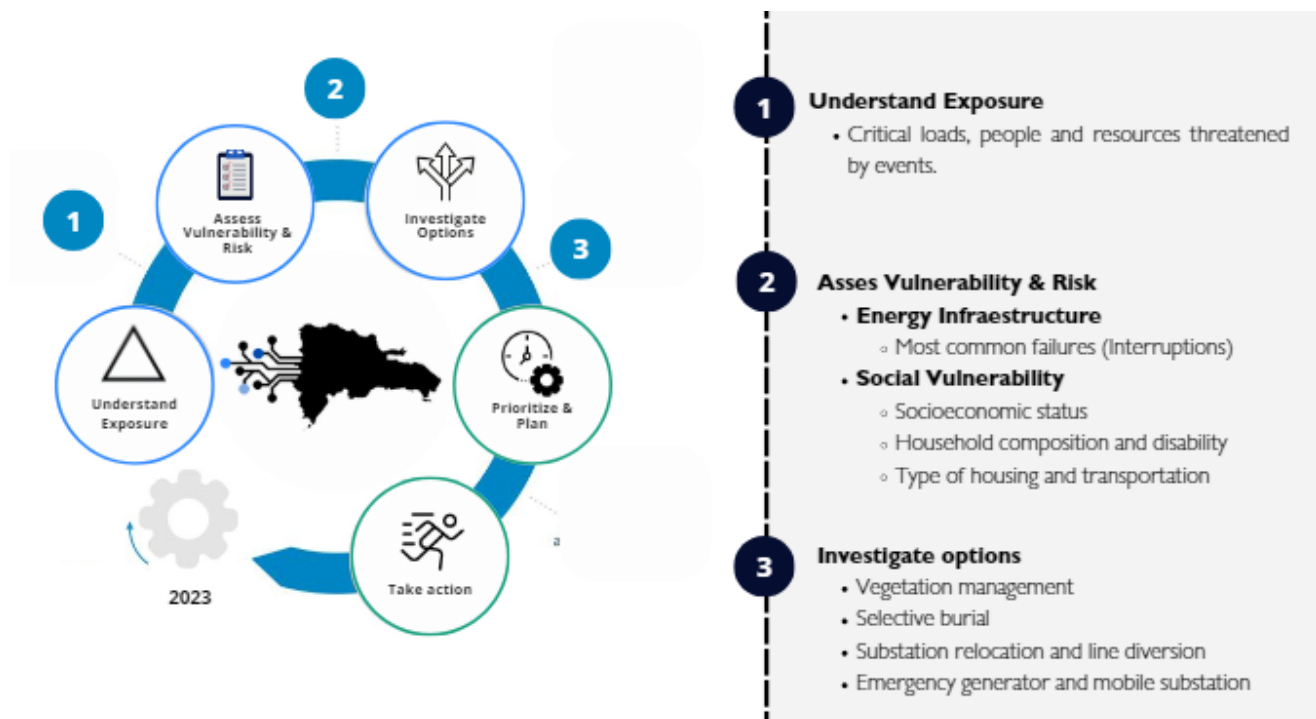 2
1
3
Assess
Vulnerability &
Risk
Investigate
Options
Understand
Exposure
Prioritize &
Plan
Take action
2023
a
1
Understand Exposure
• Critical loads, people and resources threatened
by events.
2
Asses Vulnerability & Risk
• Energy Infraestructure
◦ Most common failures (Interruptions)
• Social Vulnerability
◦ Socioeconomic status
◦ Household composition and disability
◦ Type of housing and transportation
3
Investigate options
• Vegetation management
• Selective burial
• Substation relocation and line diversion
• Emergency generator and mobile substation